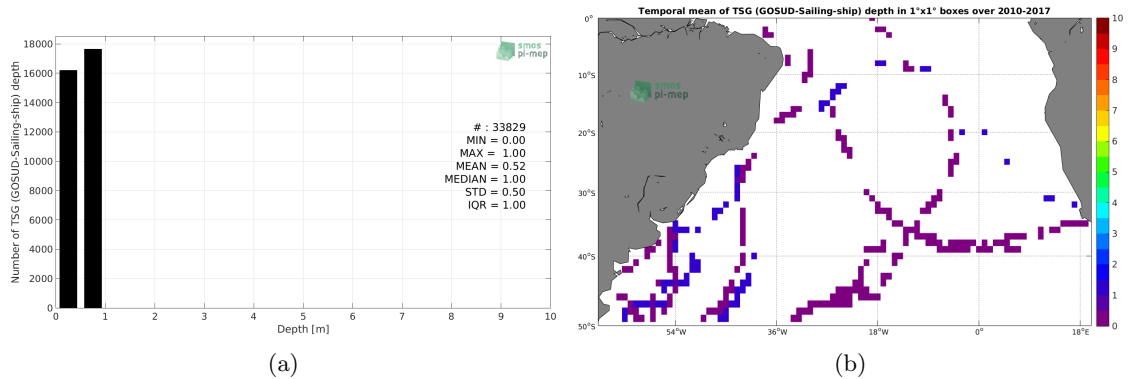 18000
16000
14000
12000
10000
8000
6000
4000
2000
0
Number of TSG (GOSUD-Sailing-ship) depth
smos
pi-mep
# : 33829
MIN = 0.00
MAX = 1.00
MEAN = 0.52
MEDIAN = 1.00
STD = 0.50
IQR = 1.00
0 1 2 3 4 5 6 7 8 9 10
Depth [m]
(a)
Temporal mean of TSG (GOSUD-Sailing-ship) depth in 1°x1° boxes over 2010-2017
smos
pi-mep
0°
10°S
20°S
30°S
40°S
50°S
54°W 36°W 18°W 0° 18°E
10
9
8
7
6
5
4
3
2
1
0
(b)